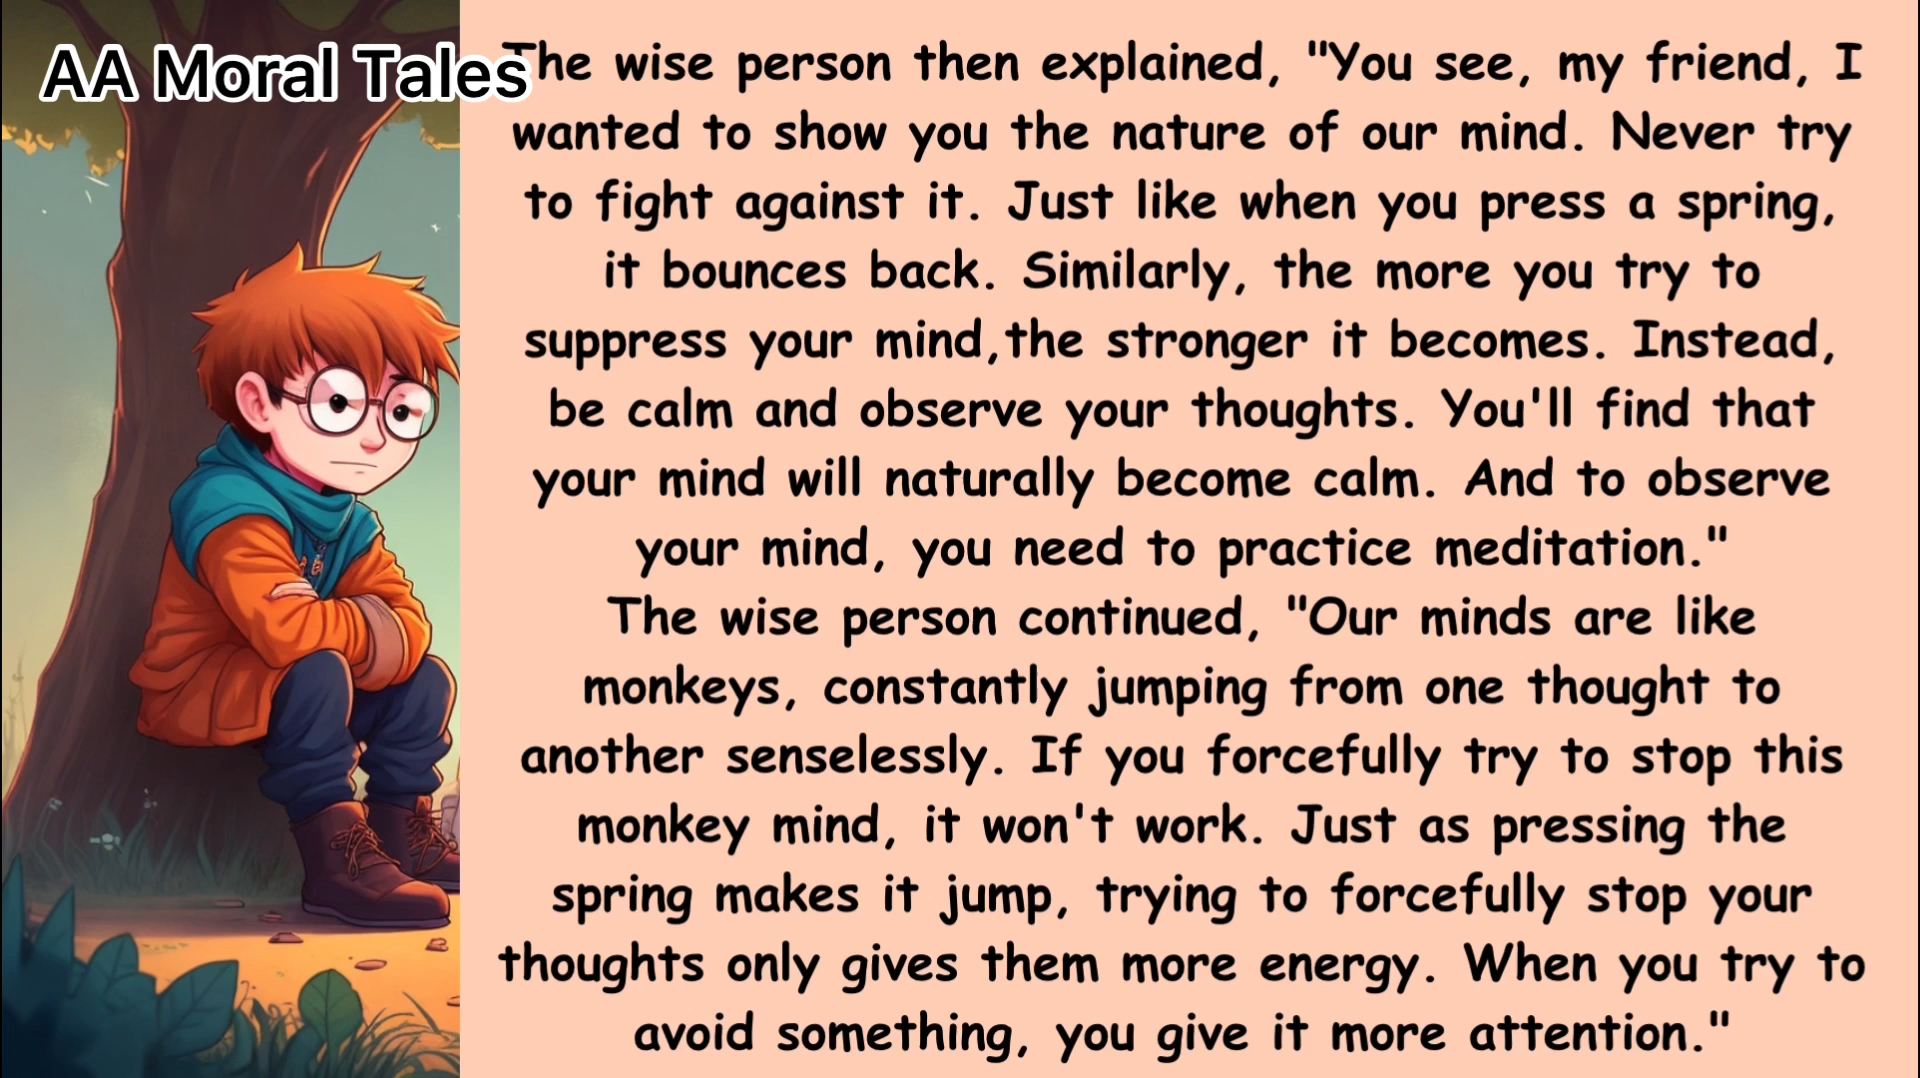 AA Moral Tales
The wise person then explained, "You see, my friend, I
wanted to show you the nature of our mind. Never try
to fight against it. Just like when you press a spring,
it bounces back. Similarly, the more you try to
suppress your mind,the stronger it becomes. Instead,
be calm and observe your thoughts. You'll find that
your mind will naturally become calm. And to observe
your mind, you need to practice meditation."
The wise person continued, "Our minds are like
monkeys, constantly jumping from one thought to
another senselessly. If you forcefully try to stop this
monkey mind, it won't work. Just as pressing the
spring makes it jump, trying to forcefully stop your
thoughts only gives them more energy. When you try to
avoid something, you give it more attention."